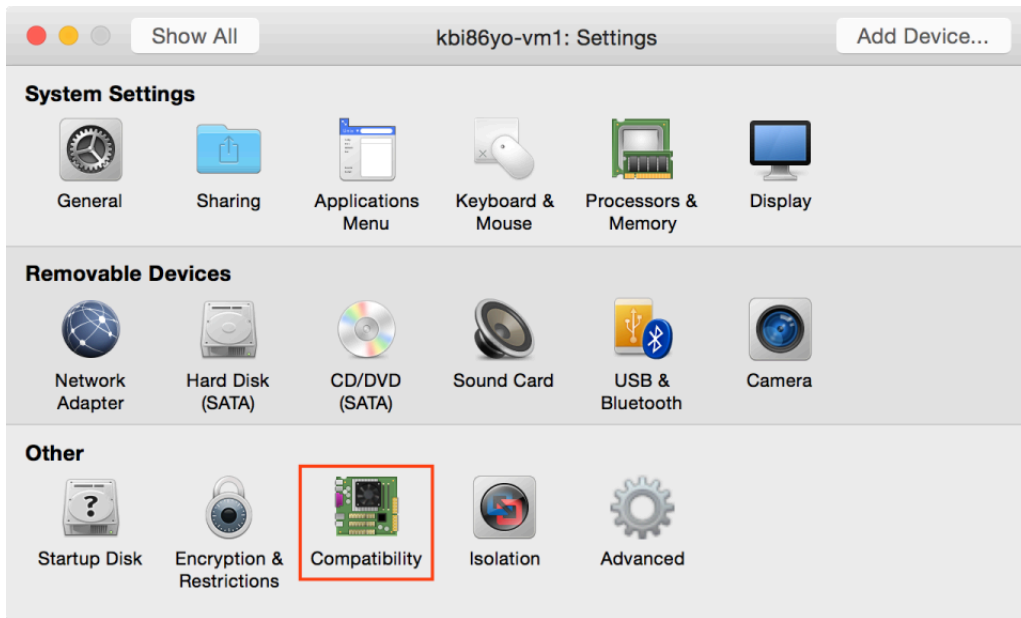 Show All
kbi86yo-vm1: Settings
Add Device...
System Settings
General
Sharing
Applications
Menu
Keyboard &
Mouse
Processors &
Memory
Display
Removable Devices
Network
Adapter
Hard Disk
(SATA)
CD/DVD
(SATA)
Sound Card
USB &
Bluetooth
Camera
Other
Startup Disk
Encryption &
Restrictions
Compatibility
Isolation
Advanced